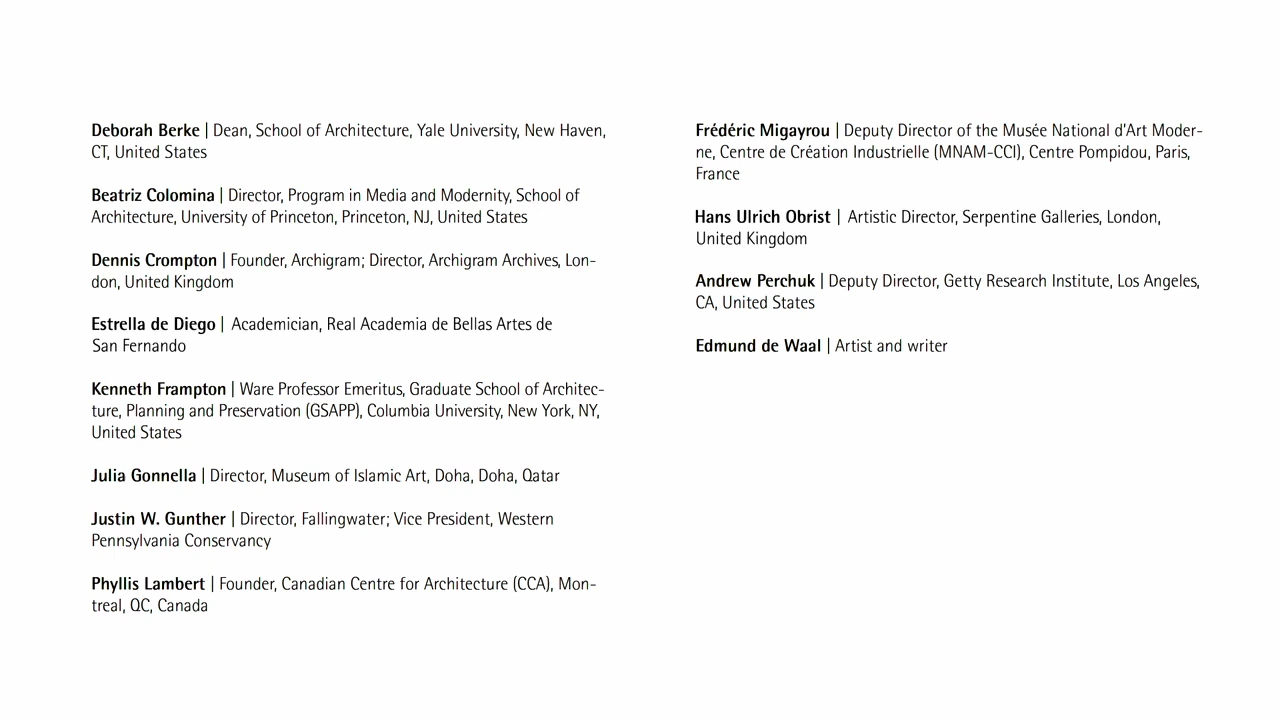 Deborah Berke | Dean, School of Architecture, Yale University, New Haven,
CT, United States
Beatriz Colomina | Director, Program in Media and Modernity, School of
Architecture, University of Princeton, Princeton, NJ, United States
Dennis Crompton | Founder, Archigram; Director, Archigram Archives, Lon-
don, United Kingdom
Estrella de Diego | Academician, Real Academia de Bellas Artes de
San Fernando
Kenneth Frampton | Ware Professor Emeritus, Graduate School of Architec-
ture, Planning and Preservation (GSAPP), Columbia University, New York, NY,
United States
Julia Gonnella | Director, Museum of Islamic Art, Doha, Doha, Qatar
Justin W. Gunther | Director, Fallingwater; Vice President, Western
Pennsylvania Conservancy
Phyllis Lambert | Founder, Canadian Centre for Architecture (CCA), Mon-
treal, QC, Canada
Frédéric Migayrou | Deputy Director of the Musée National d'Art Moder-
ne, Centre de Création Industrielle (MNAM-CCI), Centre Pompidou, Paris,
France
Hans Ulrich Obrist | Artistic Director, Serpentine Galleries, London,
United Kingdom
Andrew Perchuk | Deputy Director, Getty Research Institute, Los Angeles,
CA, United States
Edmund de Waal | Artist and writer